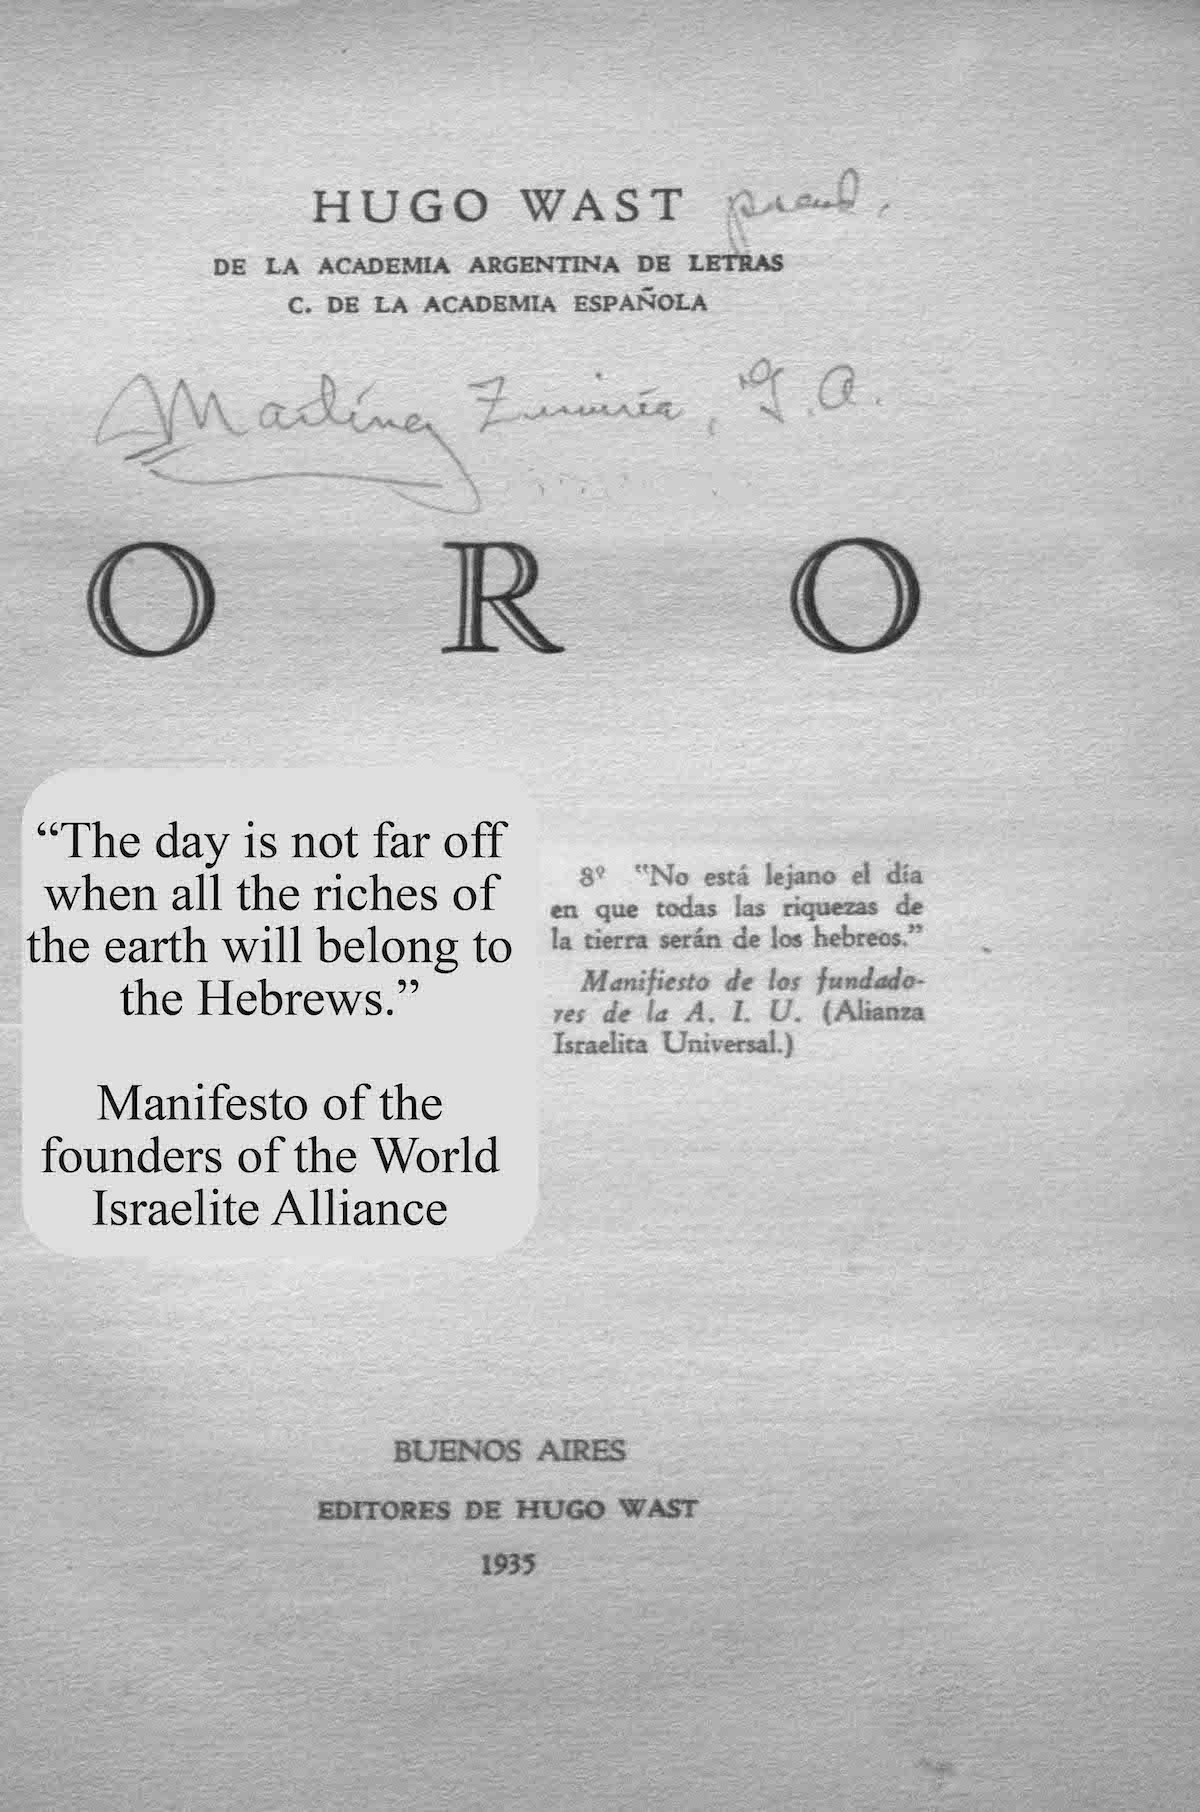 HUGO WAST pseud.
DE LA ACADEMIA ARGENTINA DE LETRAS
C. DE LA ACADEMIA ESPAÑOLA
Martínez Zuviría, G. A.
O R O
“The day is not far off
when all the riches of
the earth will belong to
the Hebrews.”
Manifesto of the
founders of the World
Israelite Alliance
8º "No está lejano el día
en que todas las riquezas de
la tierra serán de los hebreos."
Manifiesto de los fundado-
res de la A. I. U. (Alianza
Israelita Universal.)
BUENOS AIRES
EDITORES DE HUGO WAST
1935